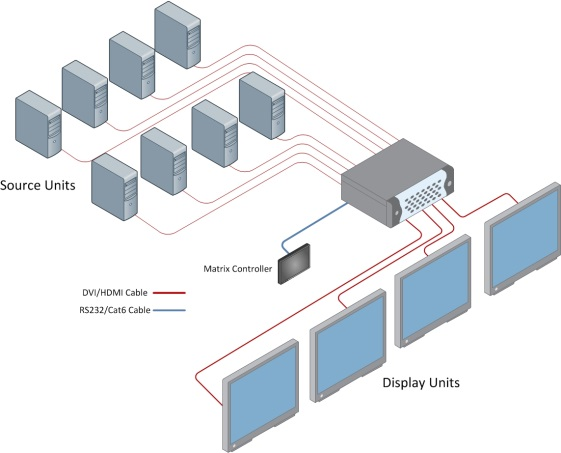 Source Units
Matrix Controller
DVI/HDMI Cable
RS232/Cat6 Cable
Display Units